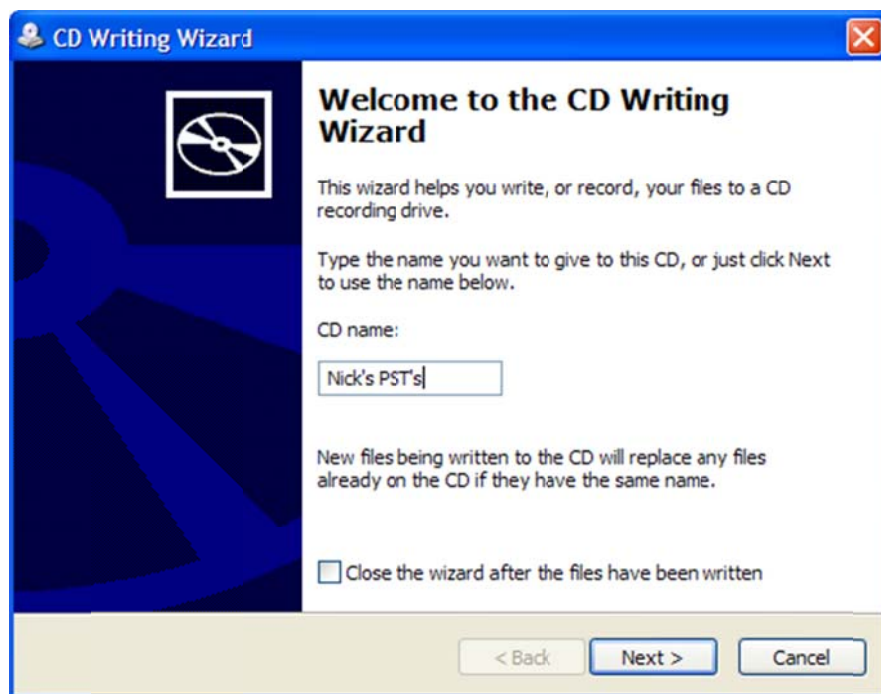 CD Writing Wizard
Welcome to the CD Writing
Wizard
This wizard helps you write, or record, your files to a CD
recording drive.
Type the name you want to give to this CD, or just click Next
to use the name below.
CD name:
Nick's PST's
New files being written to the CD will replace any files
already on the CD if they have the same name.
Close the wizard after the files have been written
< Back
Next >
Cancel